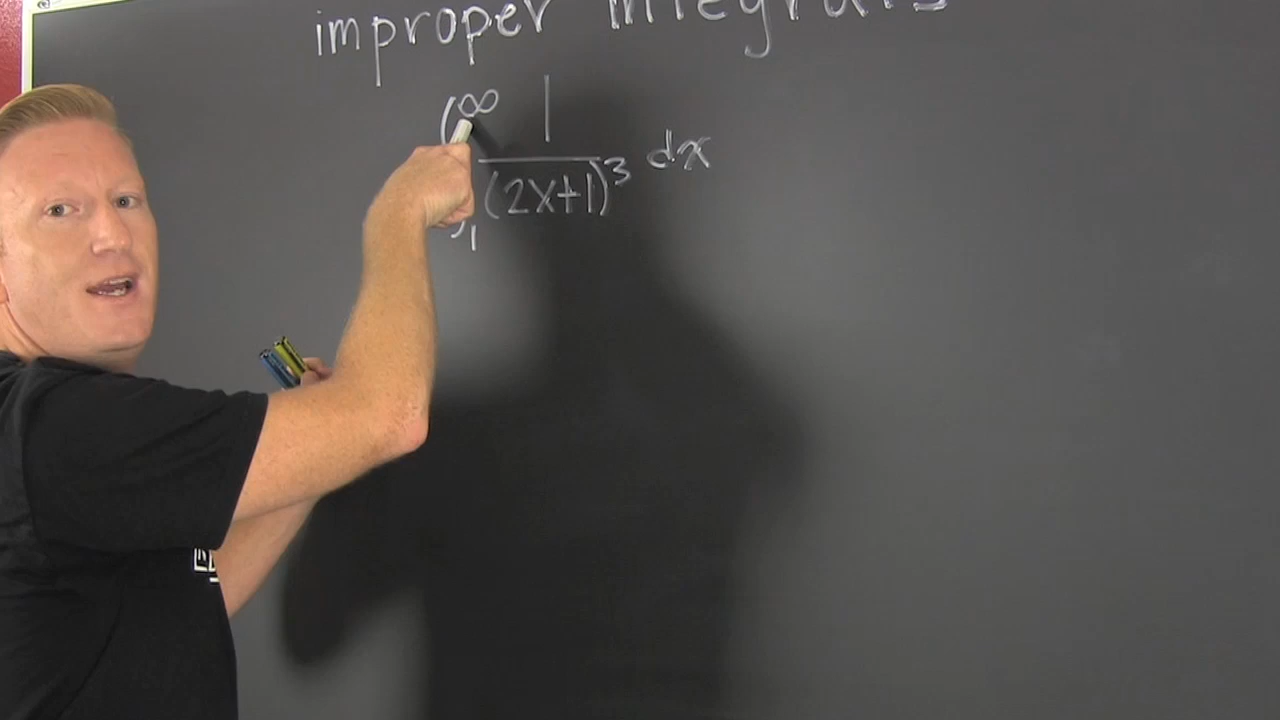 improper integrals
∞ 1
dx
(2x+1)³
1